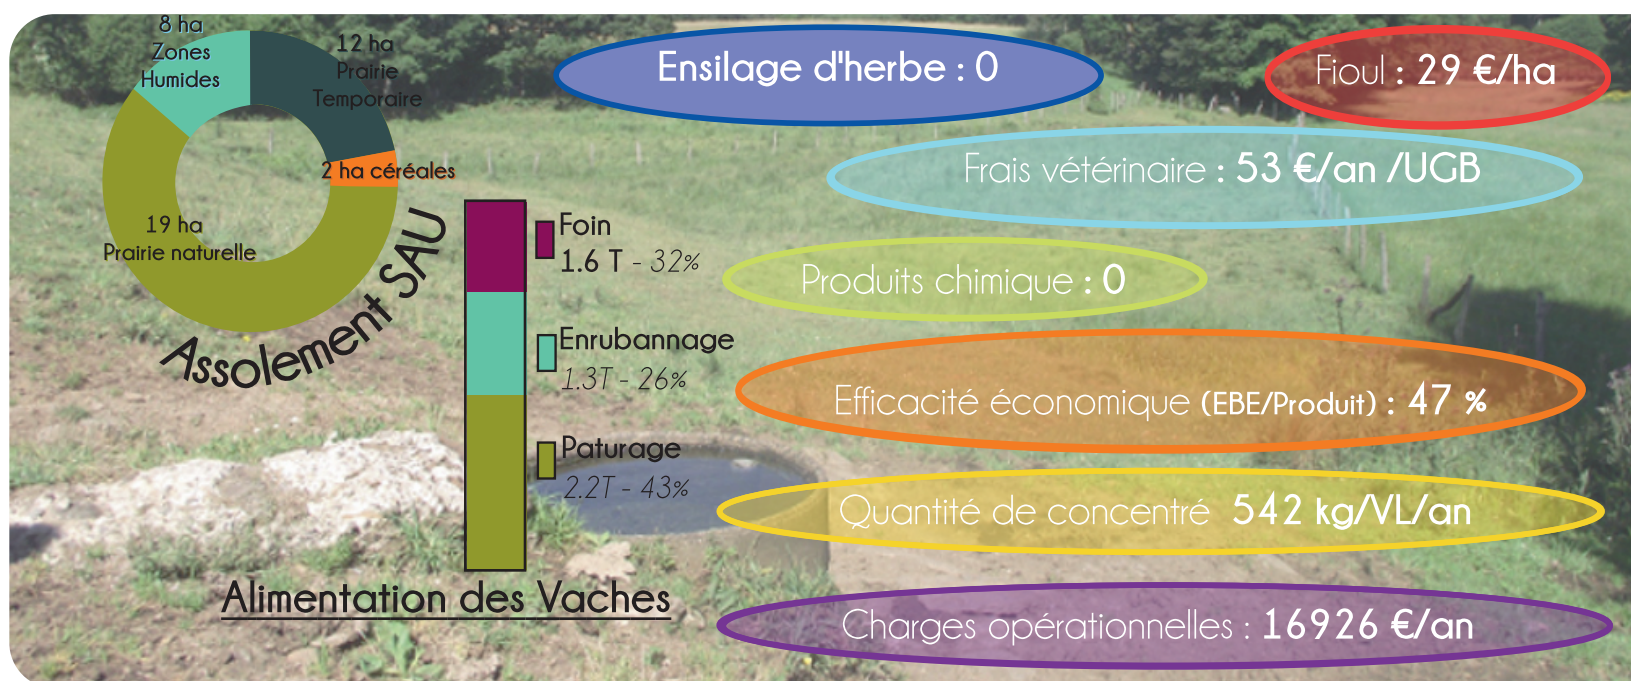 8 ha
Zones
Humides
12 ha
Prairie
Temporaire
2 ha céréales
19 ha
Prairie naturelle
Assolement SAU
Foin
1.6 T - 32%
Enrubannage
1.3T - 26%
Paturage
2.2T - 43%
Alimentation des Vaches
Ensilage d'herbe : 0
Fioul : 29 €/ha
Frais vétérinaire : 53 €/an /UGB
Produits chimique : 0
Efficacité économique (EBE/Produit) : 47 %
Quantité de concentré 542 kg/VL/an
Charges opérationnelles : 16926 €/an